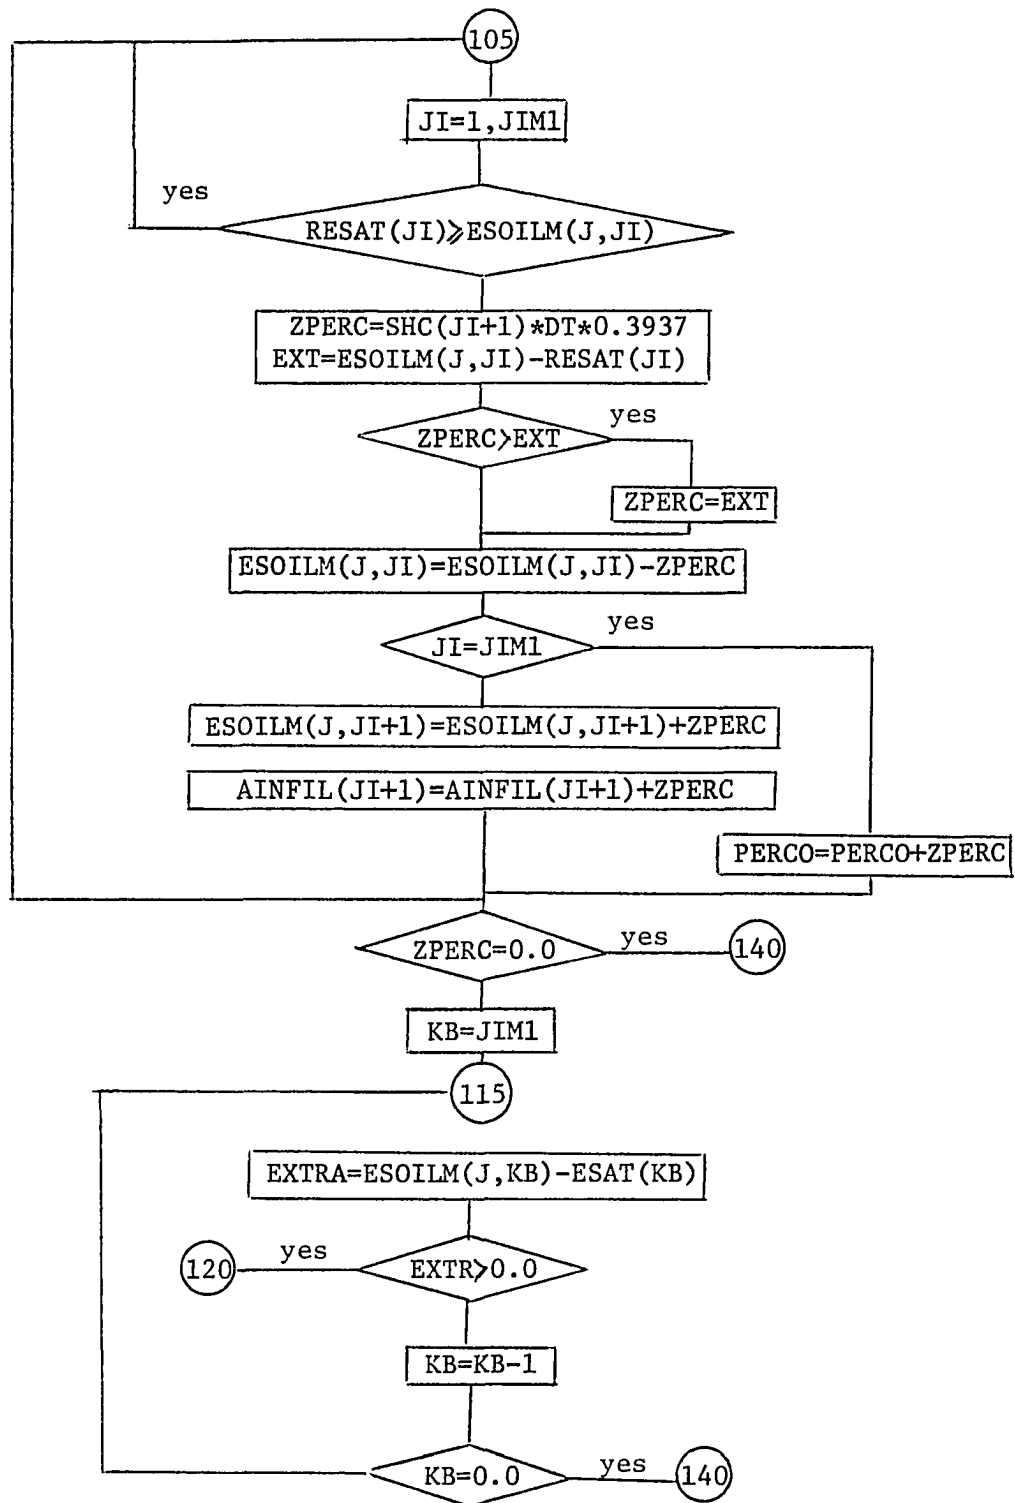 105
JI=1,JIM1
yes
RESAT(JI)⩾ESOILM(J,JI)
ZPERC=SHC(JI+1)*DT*0.3937
EXT=ESOILM(J,JI)-RESAT(JI)
yes
ZPERC>EXT
ZPERC=EXT
ESOILM(J,JI)=ESOILM(J,JI)-ZPERC
yes
JI=JIM1
ESOILM(J,JI+1)=ESOILM(J,JI+1)+ZPERC
AINFIL(JI+1)=AINFIL(JI+1)+ZPERC
PERCO=PERCO+ZPERC
ZPERC=0.0
yes
140
KB=JIM1
115
EXTRA=ESOILM(J,KB)-ESAT(KB)
120
yes
EXTR>0.0
KB=KB-1
KB=0.0
yes
140